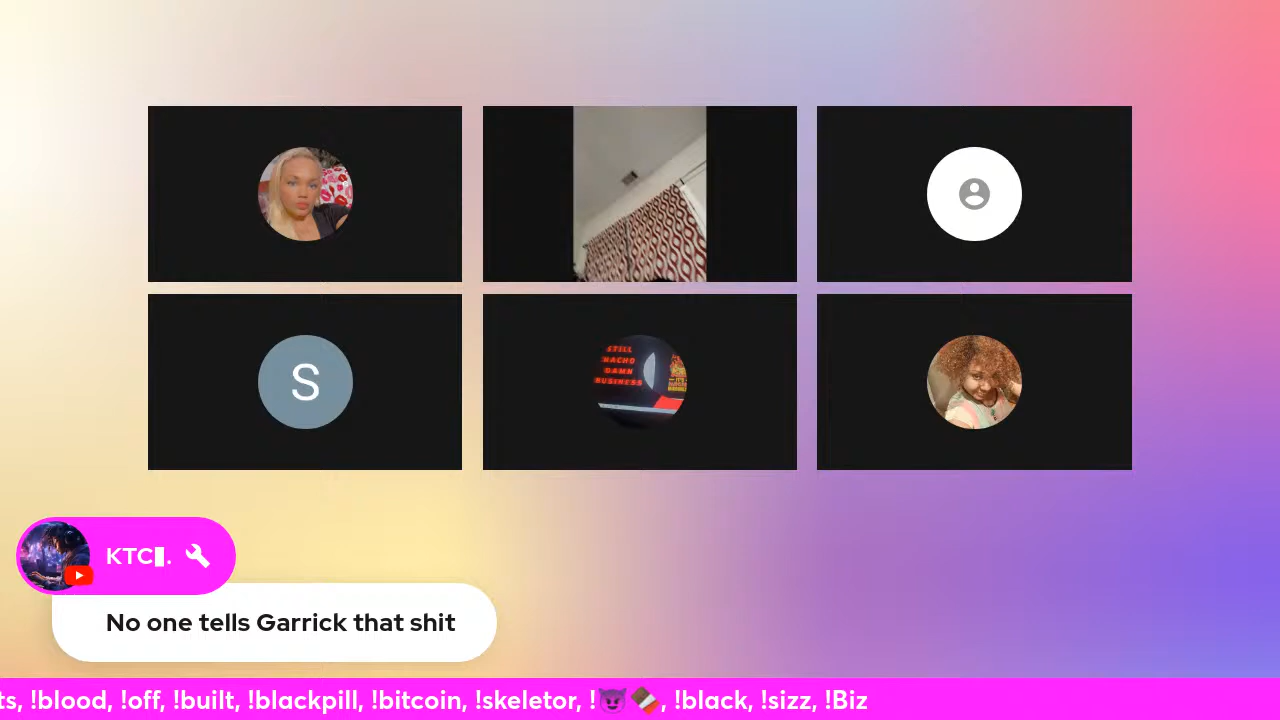 S
STILL
NACHO
DAMN
BUSINESS
KTC▮.
No one tells Garrick that shit
ts, !blood, !off, !built, !blackpill, !bitcoin, !skeletor, !😈🍫, !black, !sizz, !Biz